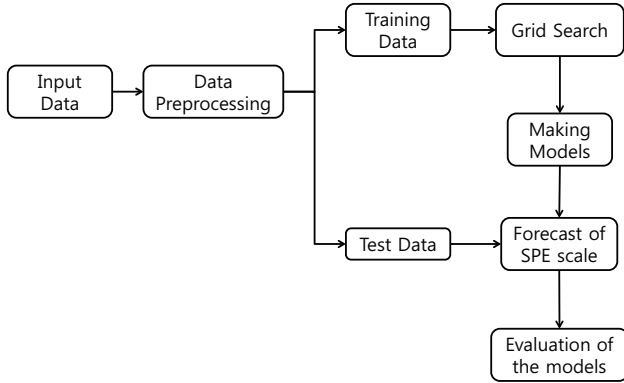 Input
Data
Data
Preprocessing
Training
Data
Grid Search
Making
Models
Test Data
Forecast of
SPE scale
Evaluation of
the models